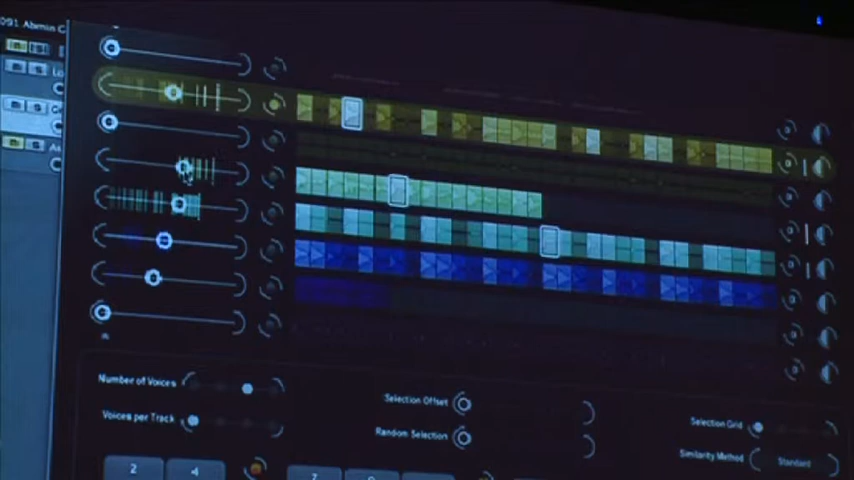 Number of Voices
Voices per Track
Selection Offset
Random Selection
Selection Grid
Similarity Method
Standard
2
4